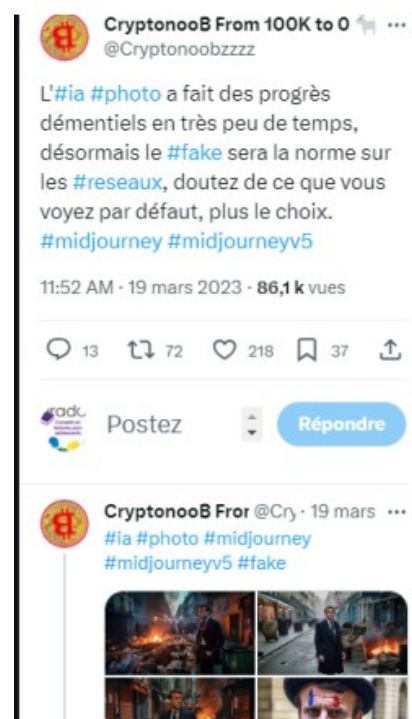 CryptonooB From 100K to 0 🐐 ···
@Cryptonoobzzzz
L'#ia #photo a fait des progrès
démentiels en très peu de temps,
désormais le #fake sera la norme sur
les #reseaux, doutez de ce que vous
voyez par défaut, plus le choix.
#midjourney #midjourneyv5
11:52 AM · 19 mars 2023 · 86,1 k vues
13 72 218 37
Postez Répondre
CryptonooB Fror @Cry · 19 mars ···
#ia #photo #midjourney
#midjourneyv5 #fake